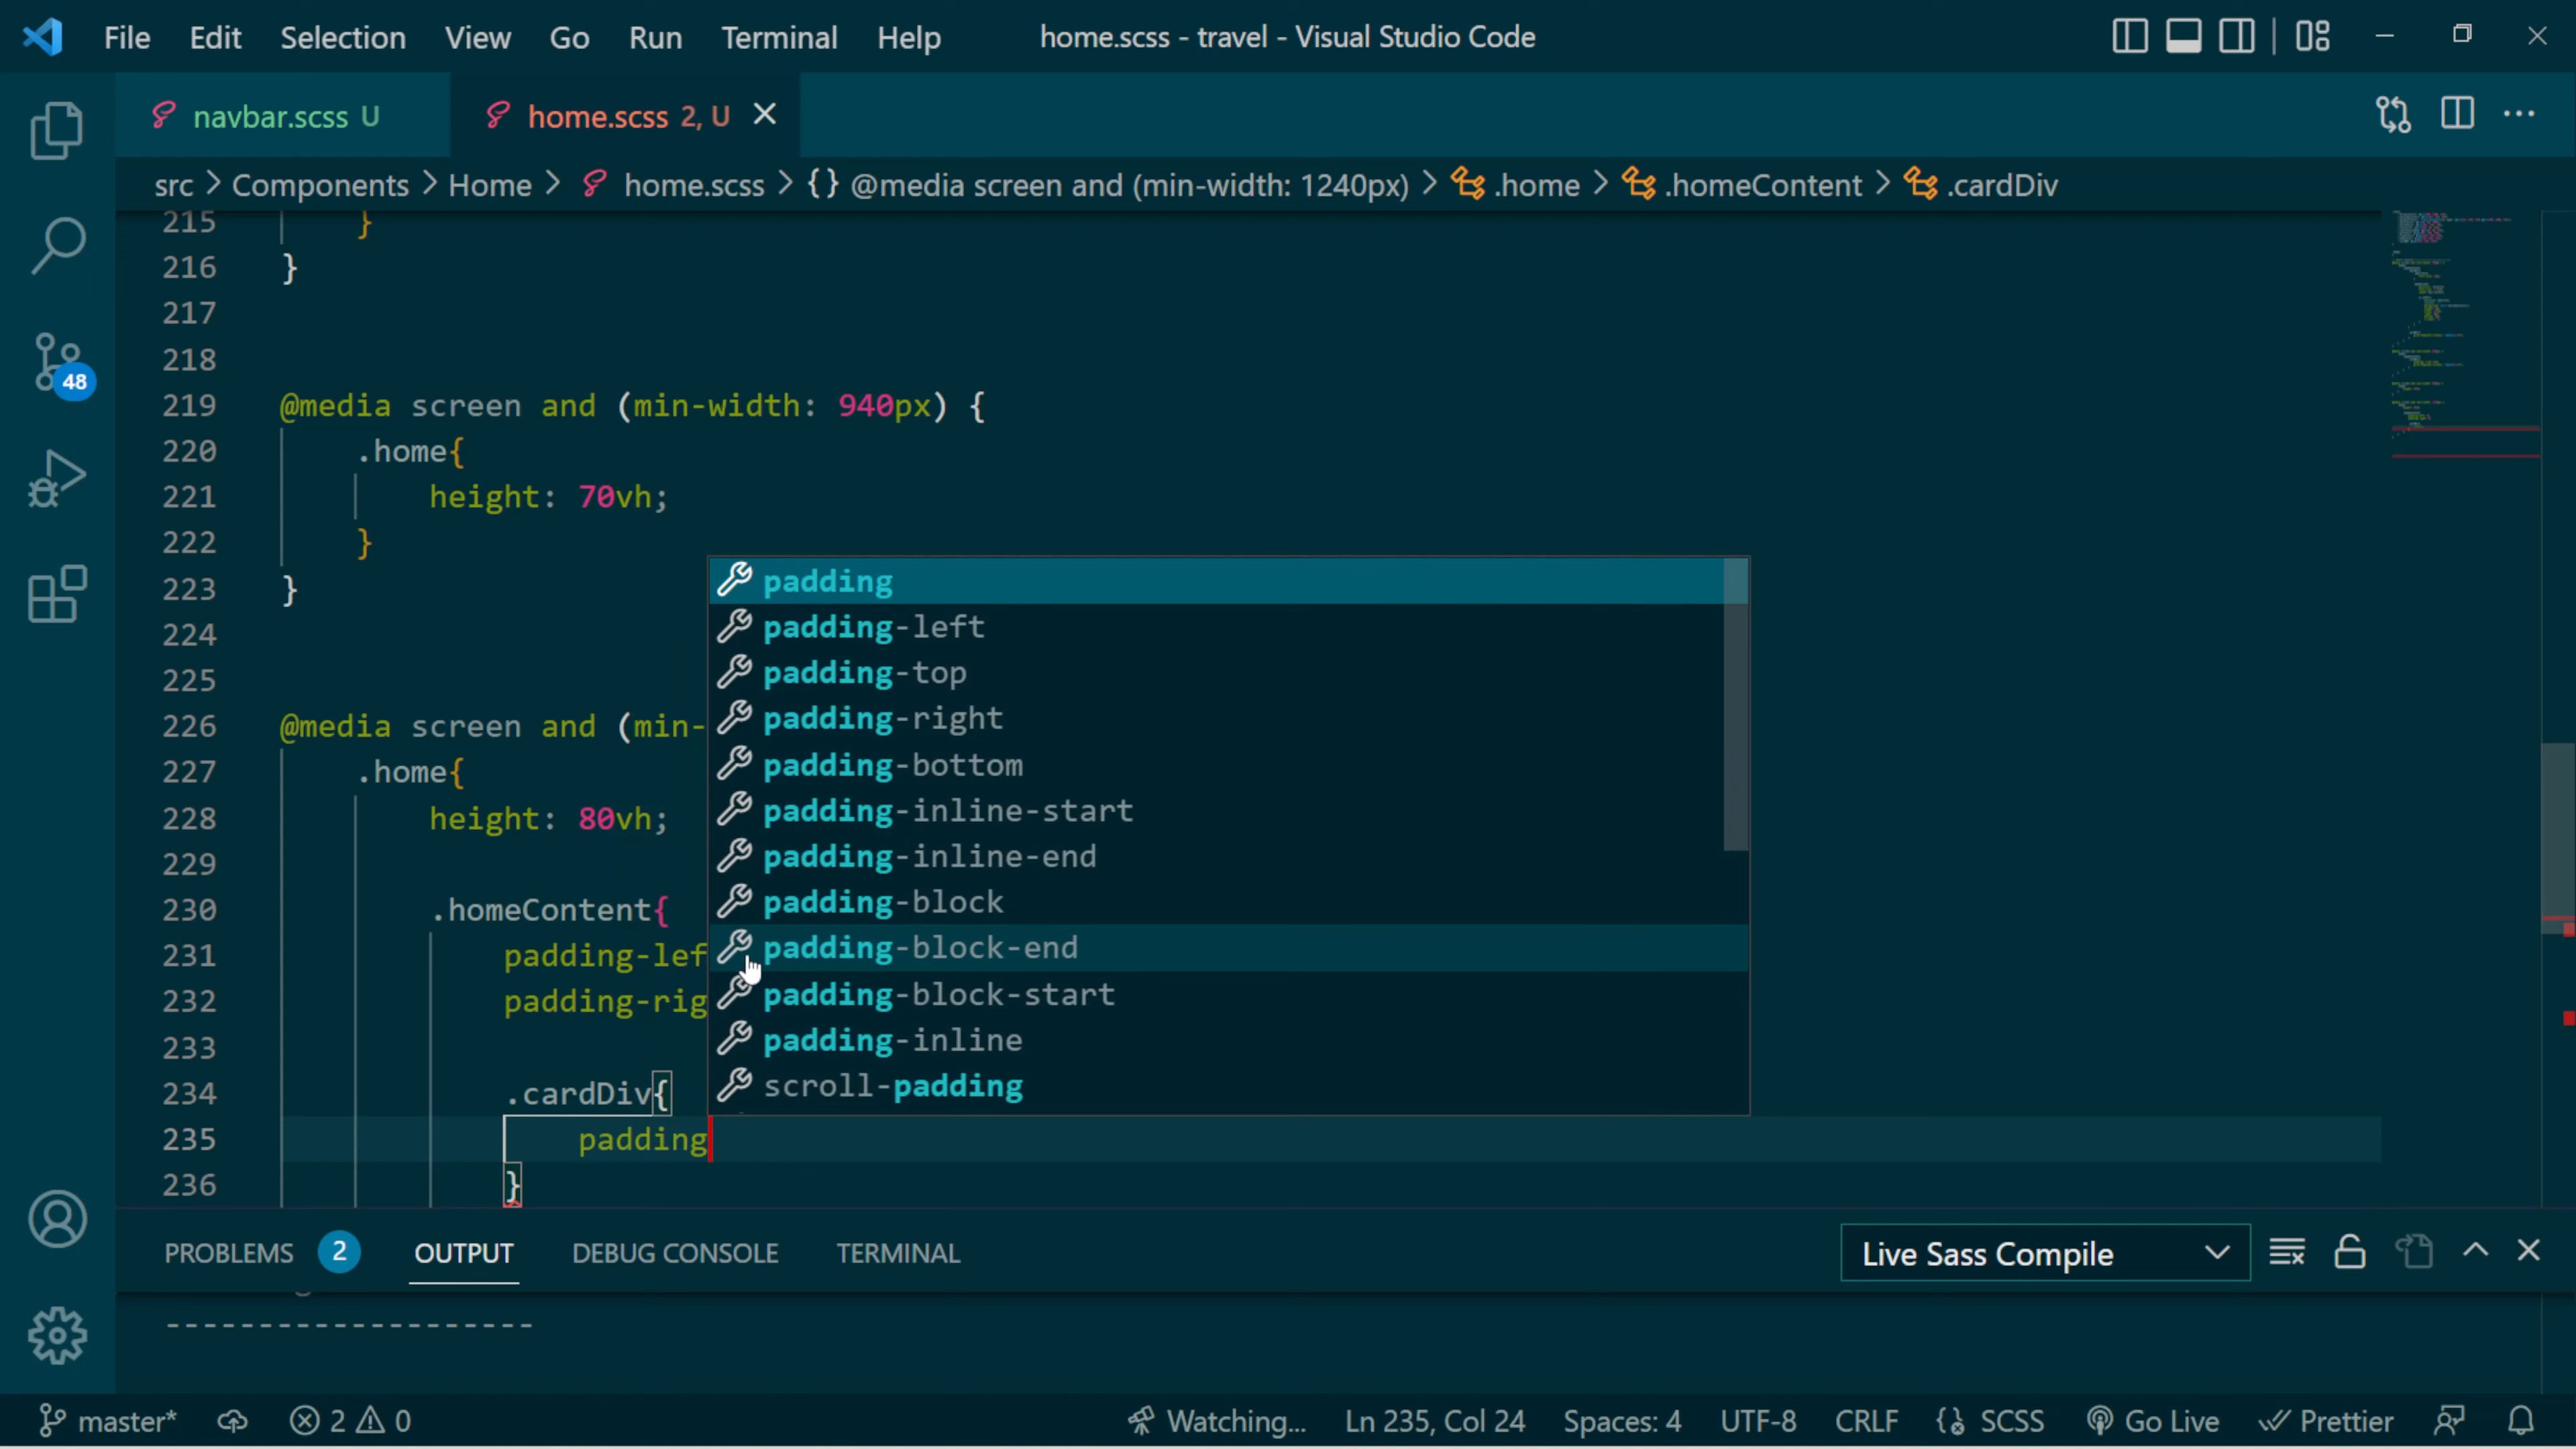 File Edit Selection View Go Run Terminal Help home.scss - travel - Visual Studio Code
navbar.scss U home.scss 2, U
src > Components > Home > home.scss > {} @media screen and (min-width: 1240px) > .home > .homeContent > .cardDiv
215 }
216 }
217
218
219 @media screen and (min-width: 940px) {
220 .home{
221 height: 70vh;
222 }
223 }
224
225
226 @media screen and (min-
227 .home{
228 height: 80vh;
229
230 .homeContent{
231 padding-lef
232 padding-rig
233
234 .cardDiv{
235 padding
236 }
padding
padding-left
padding-top
padding-right
padding-bottom
padding-inline-start
padding-inline-end
padding-block
padding-block-end
padding-block-start
padding-inline
scroll-padding
48
PROBLEMS 2 OUTPUT DEBUG CONSOLE TERMINAL Live Sass Compile
--------------------
master* 2 0 Watching... Ln 235, Col 24 Spaces: 4 UTF-8 CRLF {} SCSS Go Live Prettier